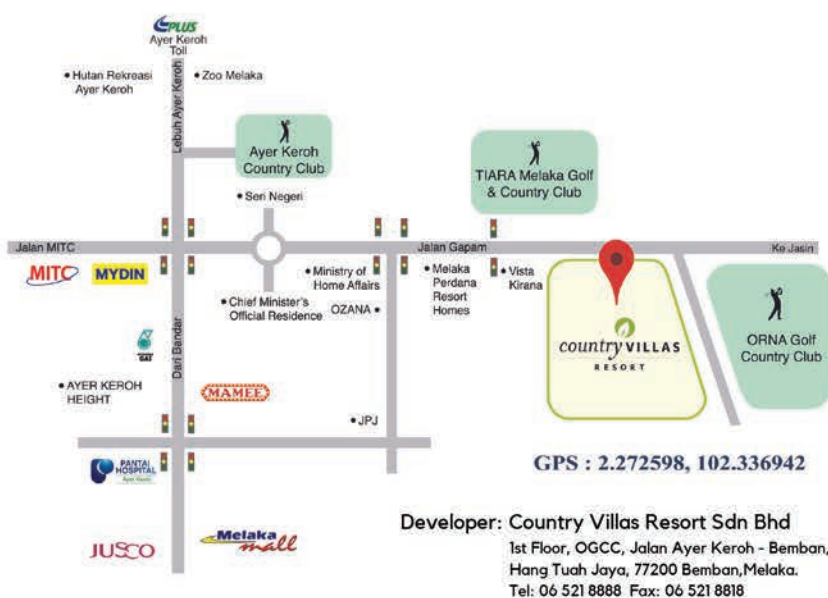 PLUS
Ayer Keroh
Toll
• Hutan Rekreasi
Ayer Keroh
• Zoo Melaka
Lebuh Ayer Keroh
Ayer Keroh
Country Club
TIARA Melaka Golf
& Country Club
• Seri Negeri
Jalan MITC
Jalan Gapam
Ke Jasin
MITC
MYDIN
• Ministry of
Home Affairs
• Melaka
Perdana
Resort
Homes
• Vista
Kirana
• Chief Minister's
Official Residence
OZANA •
country VILLAS
RESORT
ORNA Golf
Country Club
Dari Bandar
• AYER KEROH
HEIGHT
MAMEE
• JPJ
PANTAI
HOSPITAL
Ayer Keroh
GPS : 2.272598, 102.336942
JUSCO
Melaka
mall
Developer: Country Villas Resort Sdn Bhd
1st Floor, OGCC, Jalan Ayer Keroh - Bemban,
Hang Tuah Jaya, 77200 Bemban,Melaka.
Tel: 06 521 8888 Fax: 06 521 8818